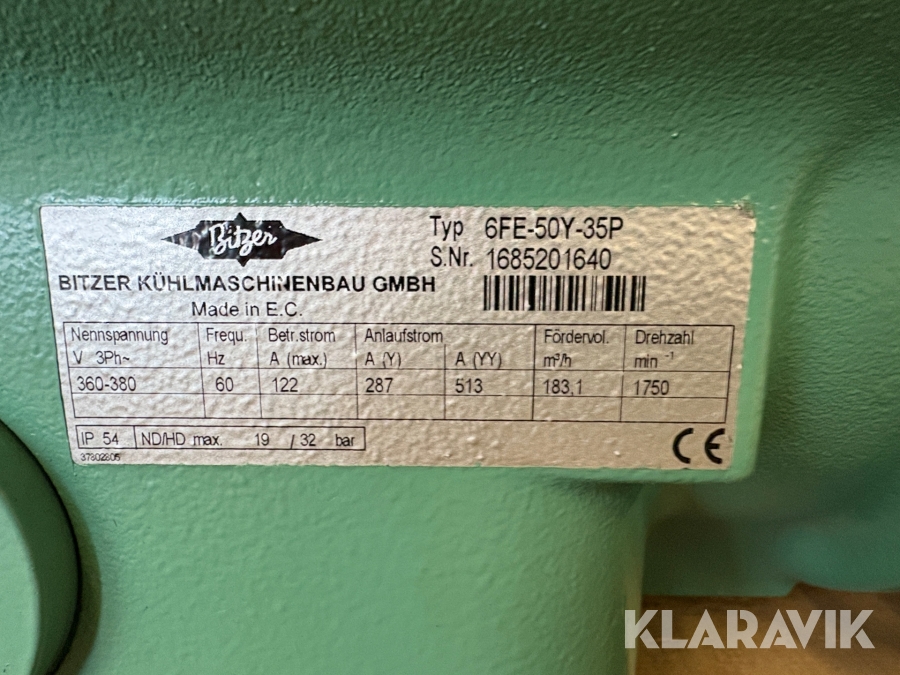 Bitzer
Typ 6FE-50Y-35P
S.Nr. 1685201640
BITZER KÜHLMASCHINENBAU GMBH
Made in E.C.
Nennspannung Frequ. Betr.strom Anlaufstrom Fördervol. Drehzahl
V 3Ph~ Hz A (max.) A (Y) A (YY) m³/h min⁻¹
360-380 60 122 287 513 183,1 1750
IP 54 ND/HD max. 19 / 32 bar
37802805
CE
KLARAVIK